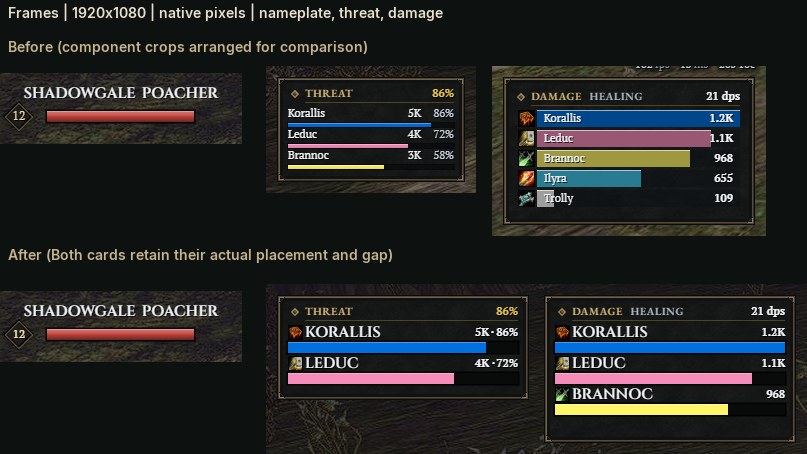 Frames | 1920x1080 | native pixels | nameplate, threat, damage
Before (component crops arranged for comparison)
SHADOWGALE POACHER
12
THREAT 86%
Korallis 5K 86%
Leduc 4K 72%
Brannoc 3K 58%
DAMAGE HEALING 21 dps
Korallis 1.2K
Leduc 1.1K
Brannoc 968
Ilyra 655
Trolly 109
After (Both cards retain their actual placement and gap)
SHADOWGALE POACHER
12
THREAT 86%
KORALLIS 5K·86%
LEDUC 4K·72%
DAMAGE HEALING 21 dps
KORALLIS 1.2K
LEDUC 1.1K
BRANNOC 968